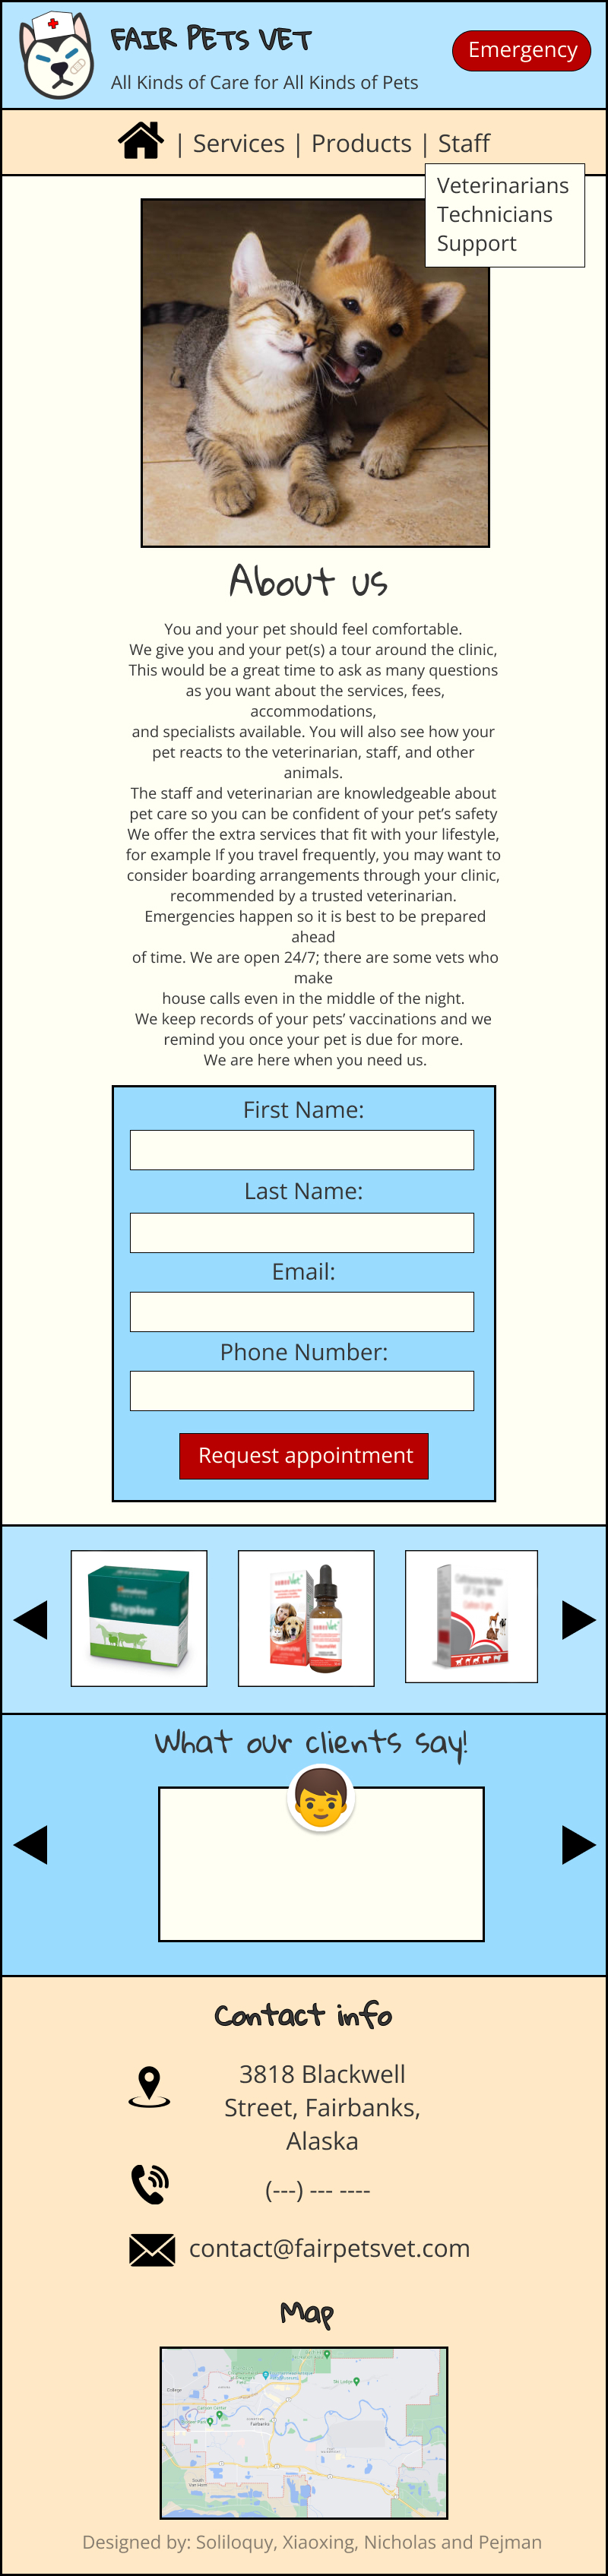 FAIR PETS VET
All Kinds of Care for All Kinds of Pets
Emergency
| Services | Products | Staff
Veterinarians
Technicians
Support
About us
You and your pet should feel comfortable.
We give you and your pet(s) a tour around the clinic,
This would be a great time to ask as many questions
as you want about the services, fees,
accommodations,
and specialists available. You will also see how your
pet reacts to the veterinarian, staff, and other
animals.
The staff and veterinarian are knowledgeable about
pet care so you can be confident of your pet’s safety
We offer the extra services that fit with your lifestyle,
for example If you travel frequently, you may want to
consider boarding arrangements through your clinic,
recommended by a trusted veterinarian.
Emergencies happen so it is best to be prepared
ahead
of time. We are open 24/7; there are some vets who
make
house calls even in the middle of the night.
We keep records of your pets’ vaccinations and we
remind you once your pet is due for more.
We are here when you need us.
First Name:
Last Name:
Email:
Phone Number:
Request appointment
Styplon
What our clients say!
Contact info
3818 Blackwell
Street, Fairbanks,
Alaska
(---) --- ----
contact@fairpetsvet.com
Map
College
Fairbanks
South
Designed by: Soliloquy, Xiaoxing, Nicholas and Pejman